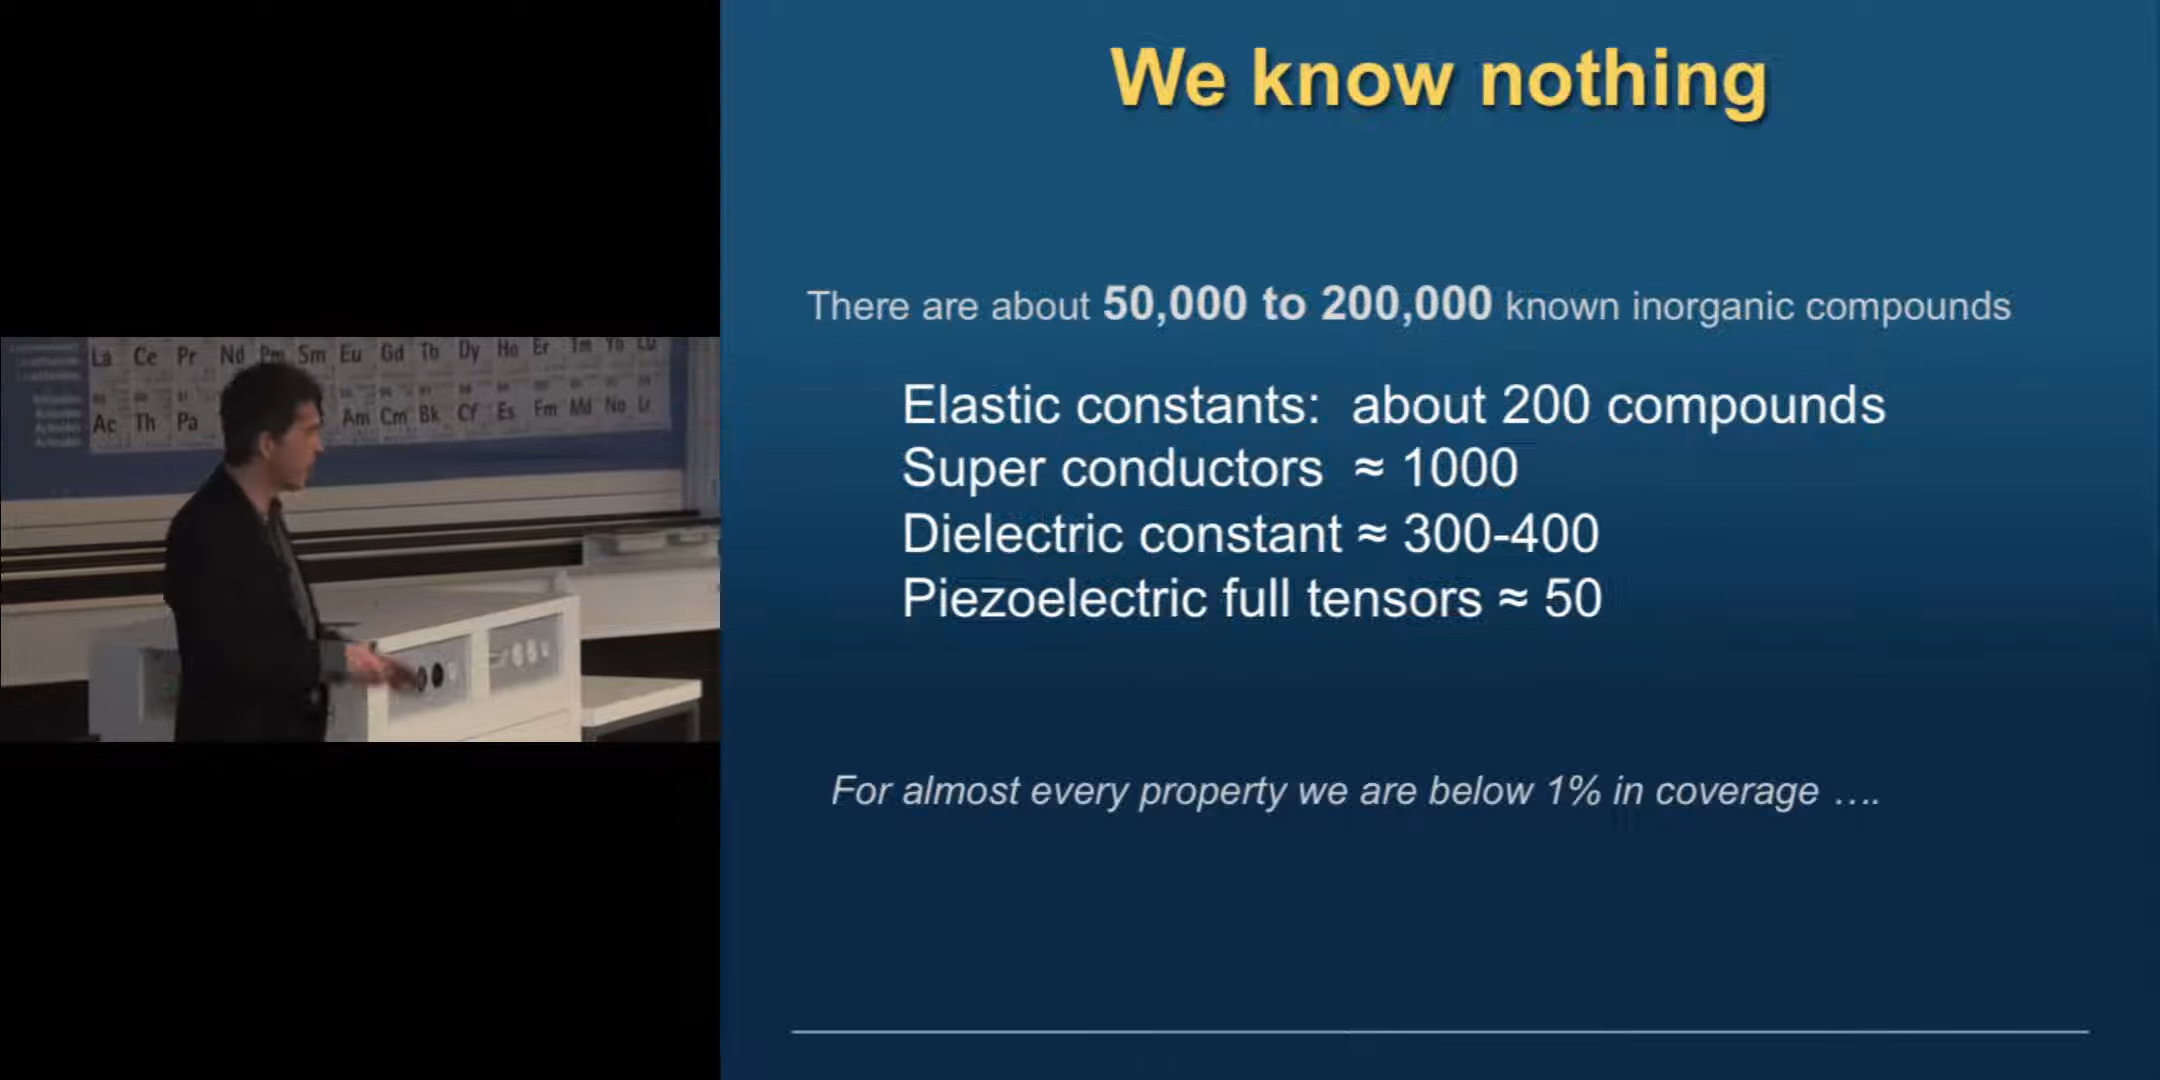 We know nothing
There are about 50,000 to 200,000 known inorganic compounds
Elastic constants: about 200 compounds
Super conductors ≈ 1000
Dielectric constant ≈ 300-400
Piezoelectric full tensors ≈ 50
For almost every property we are below 1% in coverage ....
La Ce Pr Nd Pm Sm Eu Gd Tb Dy Ho Er Tm Yb Lu
Ac Th Pa Am Cm Bk Cf Es Fm Md No Lr